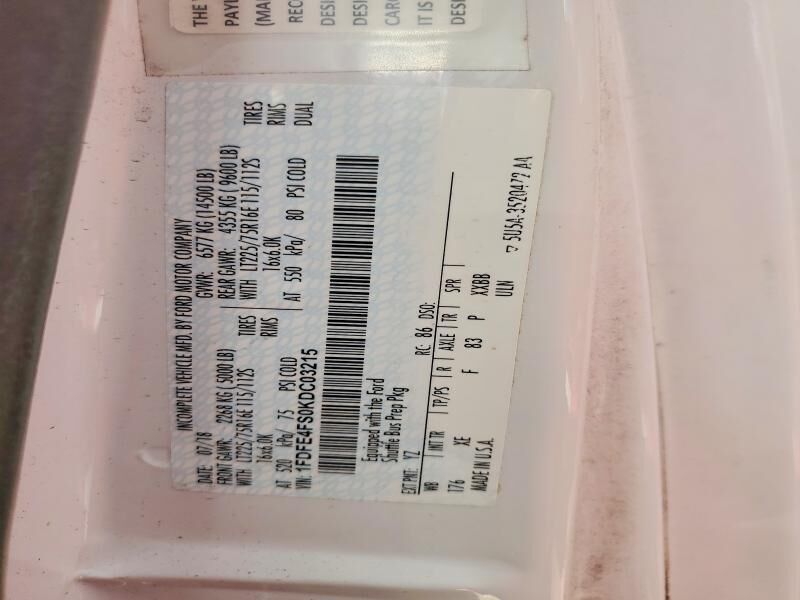 THE
PAYL
(MA
REC
DESI
DESI
CARG
IT IS
DESI
INCOMPLETE VEHICLE MFD. BY FORD MOTOR COMPANY
DATE: 07/18 GVWR: 6577 KG (14500 LB)
FRONT GAWR: 2268 KG (5000 LB) REAR GAWR: 4355 KG ( 9600 LB)
WITH LT225/75R16E 115/112S TIRES WITH LT225/75R16E 115/112S TIRES
16x6.0K RIMS 16x6.0K RIMS
AT 520 kPa/ 75 PSI COLD AT 550 kPa/ 80 PSI COLD DUAL
VIN: 1FDFE4FS0KDC03215
Equipped with the Ford
Shuttle Bus Prep Pkg
EXT PNT: YZ RC: 86 DSO:
WB INT TR TP/PS R AXLE TR SPR
176 XE F 83 P XXBB
MADE IN U.S.A. ULN
▽ 5U5A-3520472 AA